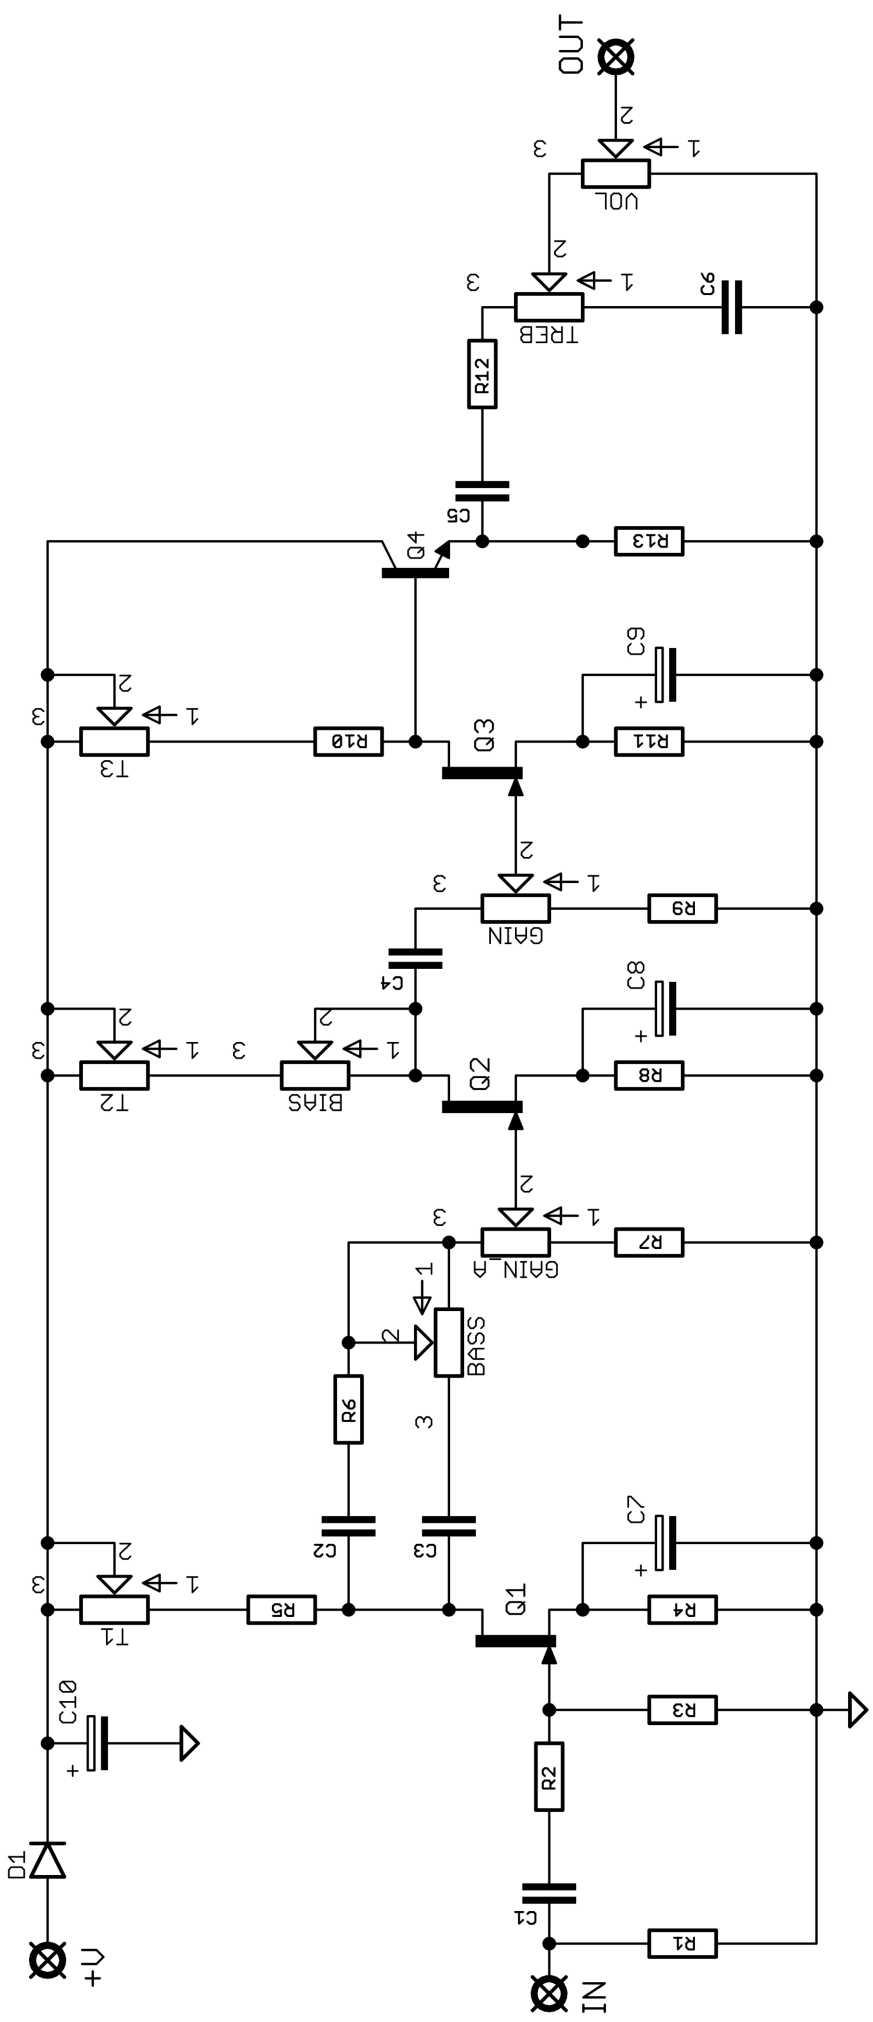 +V
D1
+
C10
3
2
1
T1
R5
IN
C1
R1
R2
R3
Q1
R4
+
C7
C2
C3
R6
3
2
1
BASS
3
2
1
GAIN_A
R7
3
2
1
T2
3
2
1
BIAS
Q2
R8
+
C8
C4
3
2
1
GAIN
R9
3
2
1
T3
R10
Q3
R11
+
C9
Q4
R13
C5
R12
3
2
1
TREB
C6
3
2
1
VOL
OUT